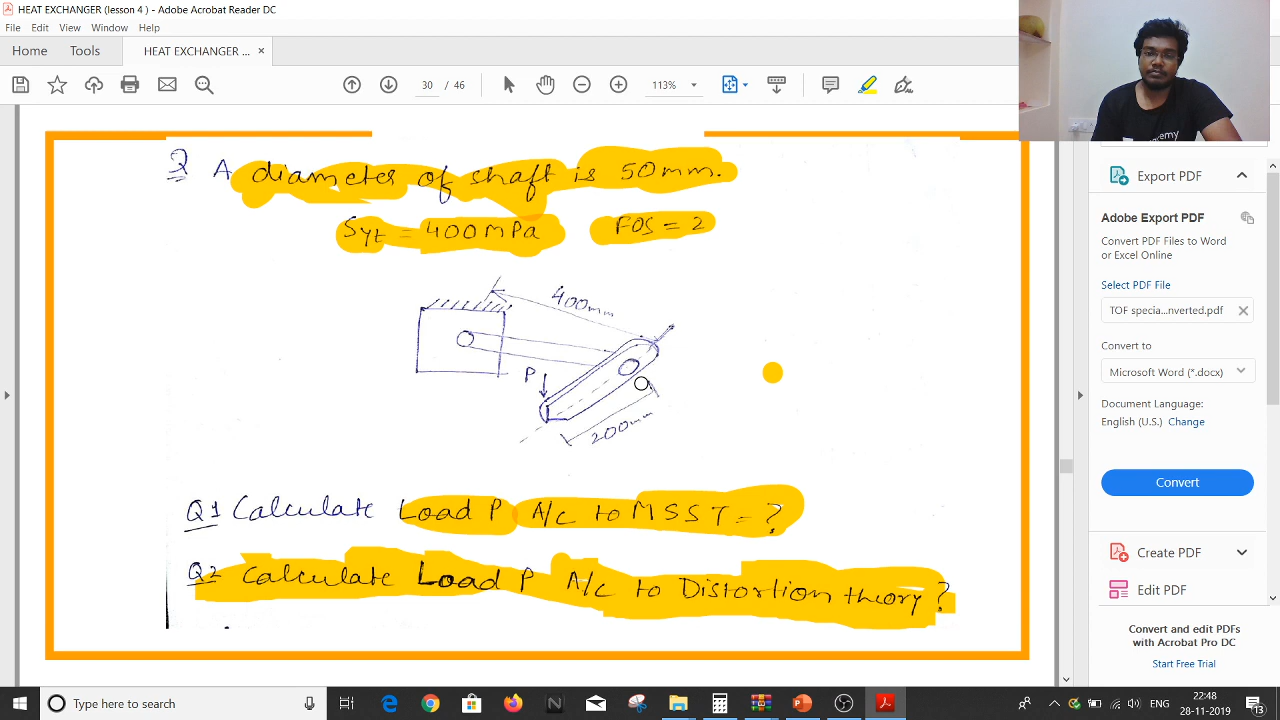 HEAT EXCHANGER (lesson 4 ) - Adobe Acrobat Reader DC
File Edit View Window Help
Home Tools HEAT EXCHANGER ... ×
30 / 46 113%
Q A diameter of shaft is 50mm.
Syt = 400MPa FOS = 2
400mm
P
200mm
Q1 Calculate Load P A/c to MSST = ?
Q2 Calculate Load P A/c to Distortion theory?
ademy
Export PDF
Adobe Export PDF
Convert PDF Files to Word
or Excel Online
Select PDF File
TOF specia...nverted.pdf
Convert to
Microsoft Word (*.docx)
Document Language:
English (U.S.) Change
Convert
Create PDF
Edit PDF
Convert and edit PDFs
with Acrobat Pro DC
Start Free Trial
Type here to search
ENG
22:48
28-11-2019
13